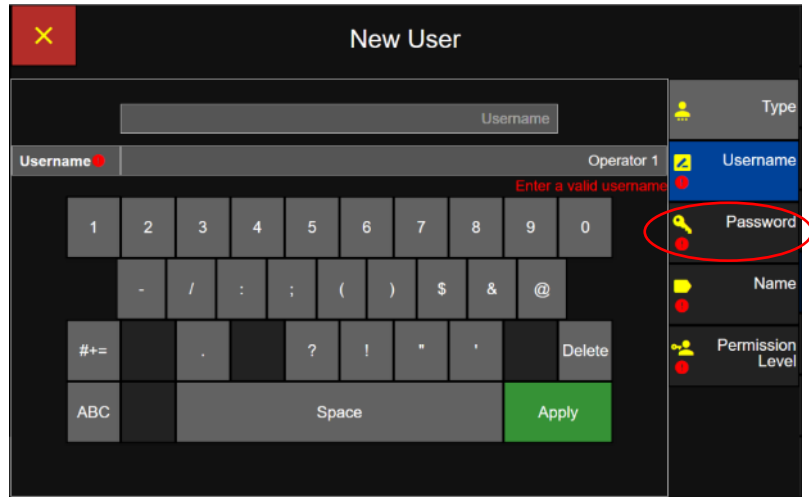 ×
New User
Username
Username
Operator 1
Enter a valid username
1 2 3 4 5 6 7 8 9 0
- / : ; ( ) $ & @
#+= . ? ! " ' Delete
ABC Space Apply
Type
Username
Password
Name
Permission
Level